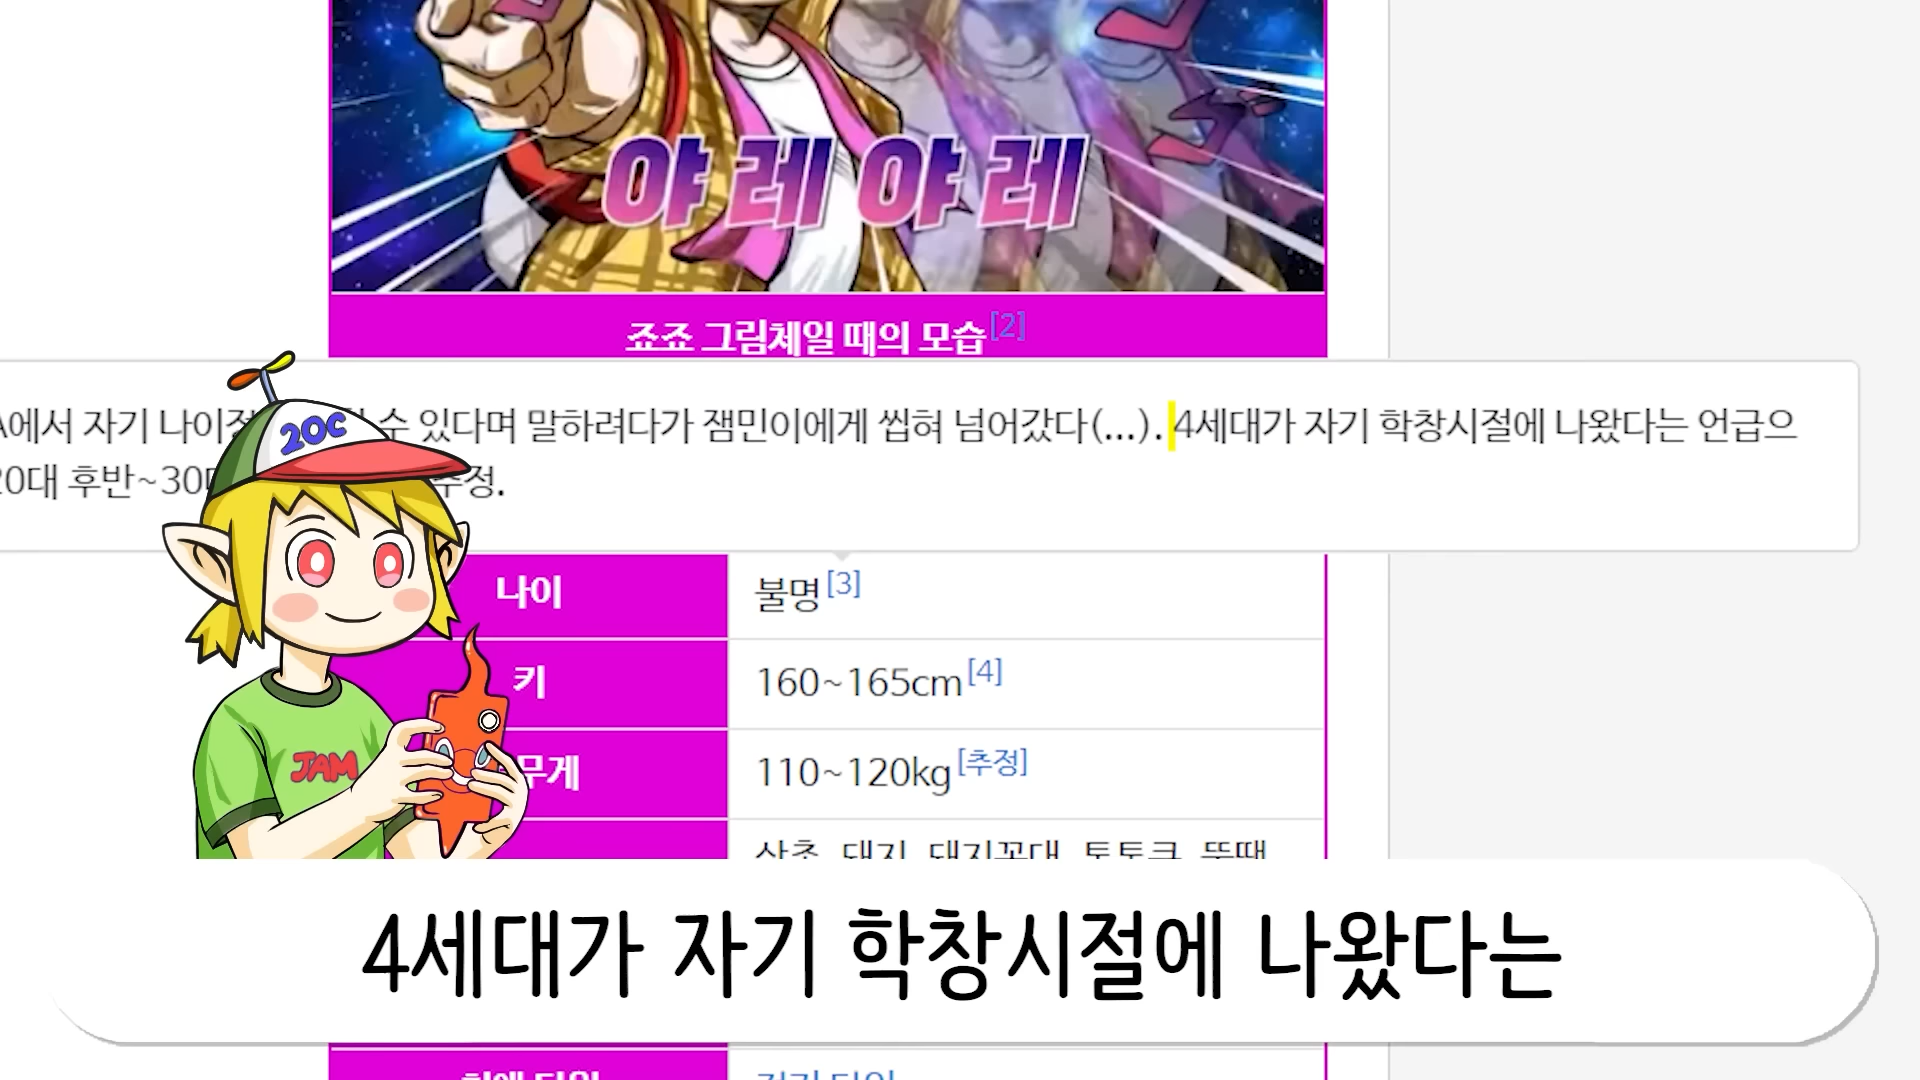 야레야레
죠죠 그림체일 때의 모습[2]
에서 자기 나이 수 있다며 말하려다가 잼민이에게 씹혀 넘어갔다(...). 4세대가 자기 학창시절에 나왔다는 언급으
20대 후반~30 추정.
20C
JAM
나이 불명[3]
키 160~165cm[4]
무게 110~120kg[추정]
4세대가 자기 학창시절에 나왔다는